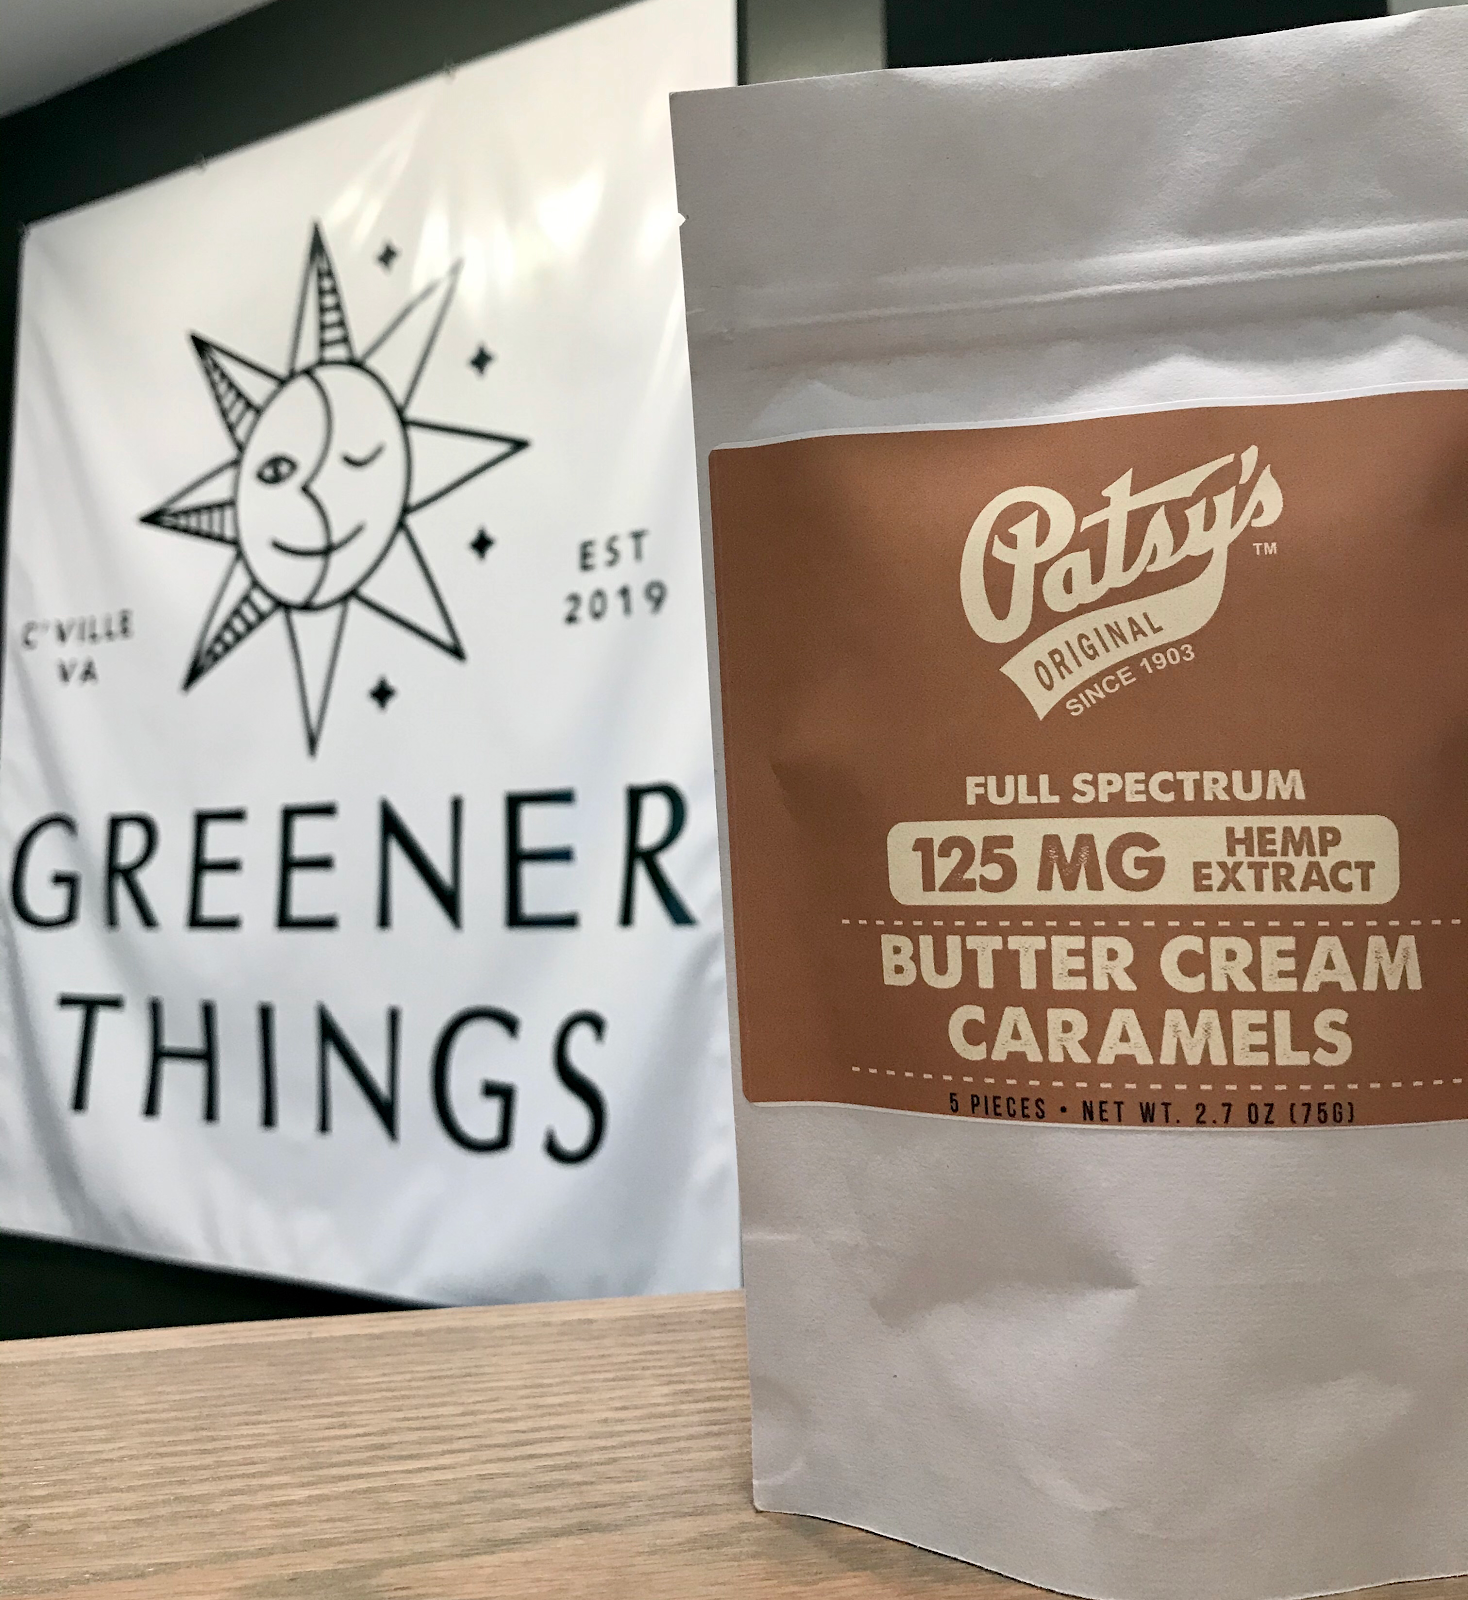 C'VILLE
VA
EST
2019
GREENER
THINGS
Patsy's
TM
ORIGINAL
SINCE 1903
FULL SPECTRUM
125 MG HEMP
EXTRACT
BUTTER CREAM
CARAMELS
5 PIECES • NET WT. 2.7 OZ (75G)